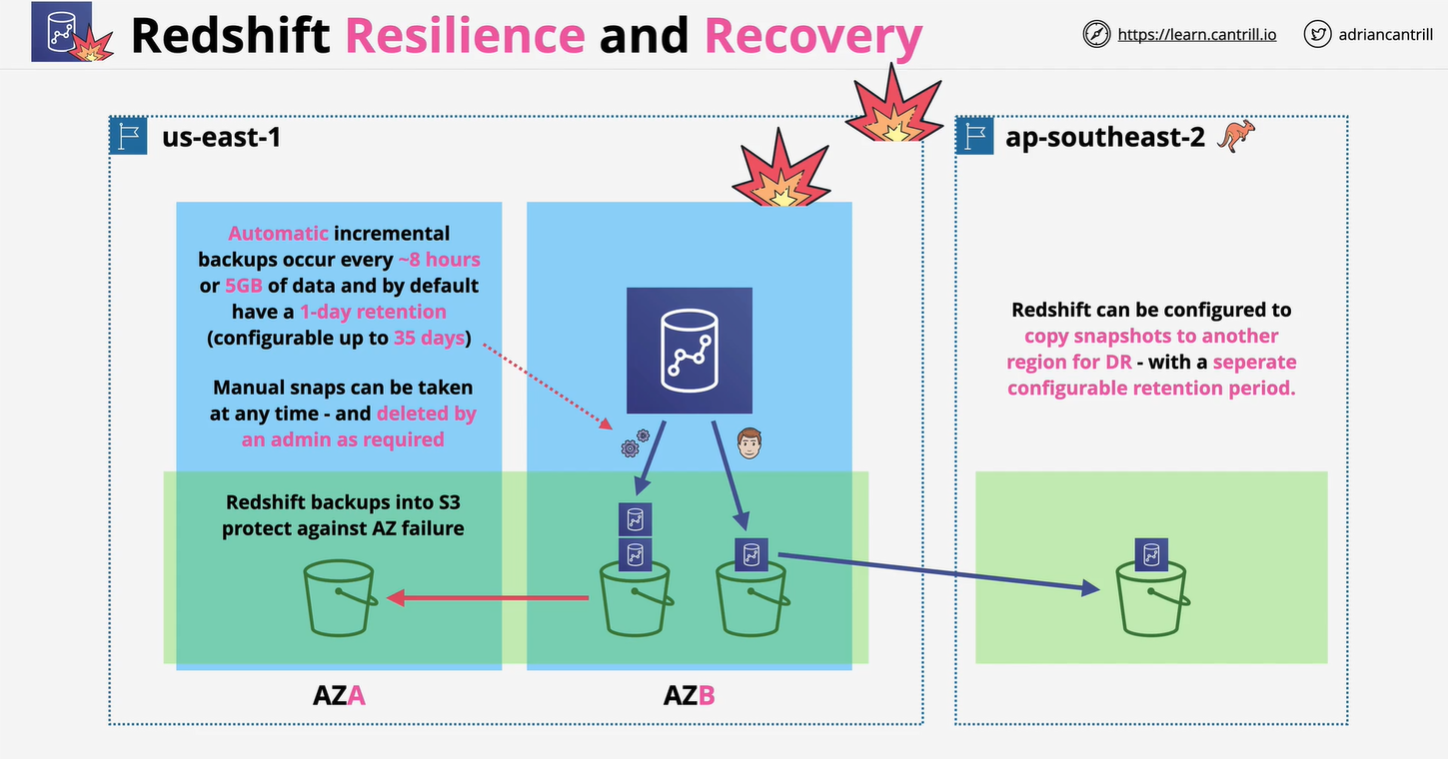 Redshift Resilience and Recovery
https://learn.cantrill.io
adriancantrill
us-east-1
Automatic incremental
backups occur every ~8 hours
or 5GB of data and by default
have a 1-day retention
(configurable up to 35 days)
Manual snaps can be taken
at any time - and deleted by
an admin as required
Redshift backups into S3
protect against AZ failure
AZA
AZB
ap-southeast-2
Redshift can be configured to
copy snapshots to another
region for DR - with a seperate
configurable retention period.